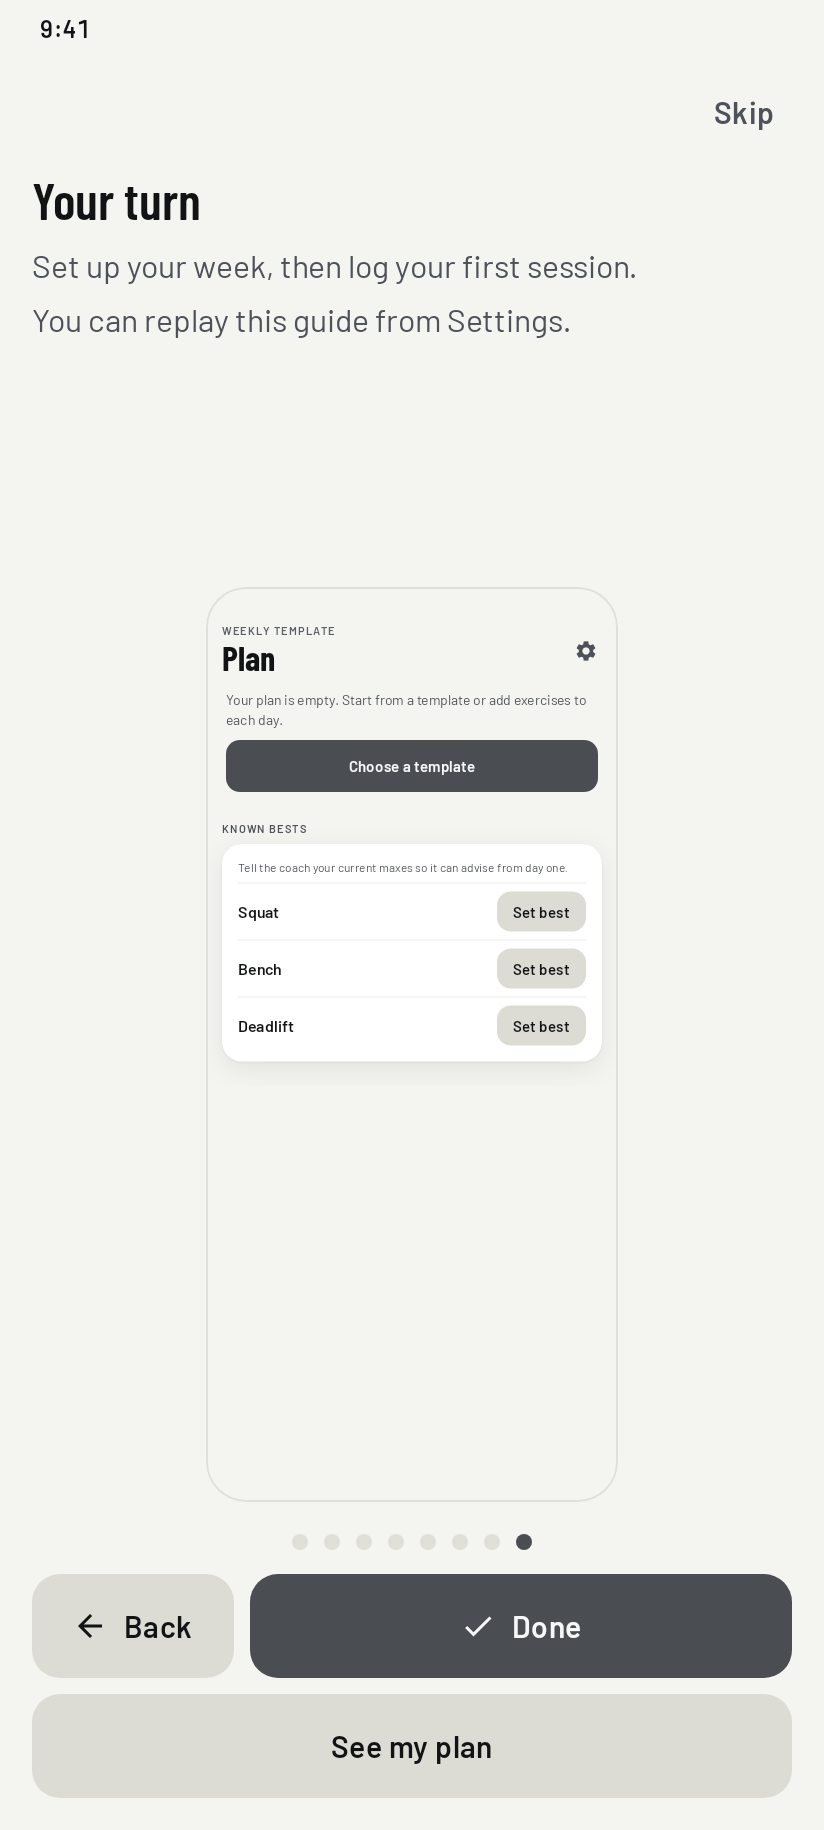 9:41
Skip
Your turn
Set up your week, then log your first session.
You can replay this guide from Settings.
WEEKLY TEMPLATE
Plan
Your plan is empty. Start from a template or add exercises to
each day.
Choose a template
KNOWN BESTS
Tell the coach your current maxes so it can advise from day one.
Squat
Set best
Bench
Set best
Deadlift
Set best
Back
Done
See my plan